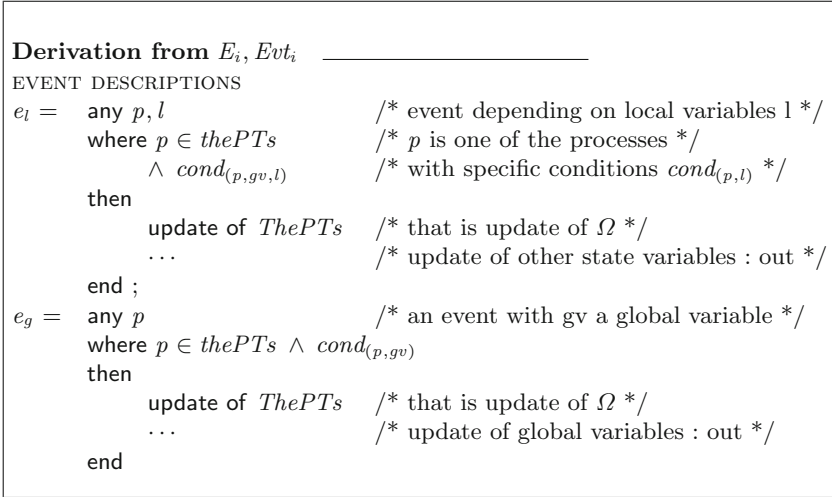 Derivation from E_i, Evt_i
EVENT DESCRIPTIONS
e_l = any p, l /* event depending on local variables l */
where p ∈ thePTs /* p is one of the processes */
∧ cond_(p,gv,l) /* with specific conditions cond_(p,l) */
then
update of ThePTs /* that is update of Ω */
··· /* update of other state variables : out */
end ;
e_g = any p /* an event with gv a global variable */
where p ∈ thePTs ∧ cond_(p,gv)
then
update of ThePTs /* that is update of Ω */
··· /* update of global variables : out */
end